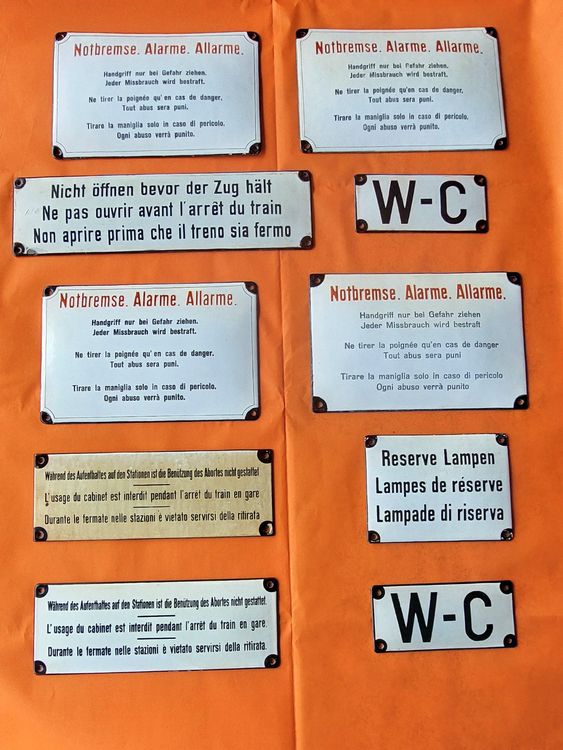 Notbremse. Alarme. Allarme.
Handgriff nur bei Gefahr ziehen.
Jeder Missbrauch wird bestraft.
Ne tirer la poignée qu'en cas de danger.
Tout abus sera puni.
Tirare la maniglia solo in caso di pericolo.
Ogni abuso verrà punito.
Notbremse. Alarme. Allarme.
Handgriff nur bei Gefahr ziehen.
Jeder Missbrauch wird bestraft.
Ne tirer la poignée qu'en cas de danger.
Tout abus sera puni.
Tirare la maniglia solo in caso di pericolo.
Ogni abuso verrà punito.
Nicht öffnen bevor der Zug hält
Ne pas ouvrir avant l'arrêt du train
Non aprire prima che il treno sia fermo
W-C
Notbremse. Alarme. Allarme.
Handgriff nur bei Gefahr ziehen.
Jeder Missbrauch wird bestraft.
Ne tirer la poignée qu'en cas de danger.
Tout abus sera puni.
Tirare la maniglia solo in caso di pericolo.
Ogni abuso verrà punito.
Notbremse. Alarme. Allarme.
Handgriff nur bei Gefahr ziehen.
Jeder Missbrauch wird bestraft
Ne tirer la poignée qu'en cas de danger
Tout abus sera puni
Tirare la maniglia solo in caso di pericolo
Ogni abuso verrà punito
Während des Aufenthaltes auf den Stationen ist die Benützung des Abortes nicht gestattet
L'usage du cabinet est interdit pendant l'arrêt du train en gare
Durante le fermate nelle stazioni è vietato servirsi della ritirata
Reserve Lampen
Lampes de réserve
Lampade di riserva
Während des Aufenthaltes auf den Stationen ist die Benützung des Abortes nicht gestattet.
L'usage du cabinet est interdit pendant l'arrêt du train en gare.
Durante le fermate nelle stazioni è vietato servirsi della ritirata.
W-C